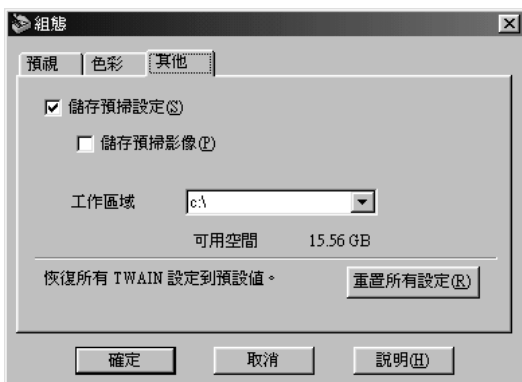 組態
預視 色彩 其他
儲存預掃設定(S)
儲存預掃影像(P)
工作區域 c:\
可用空間 15.56 GB
恢復所有 TWAIN 設定到預設值。 重置所有設定(R)
確定 取消 說明(H)